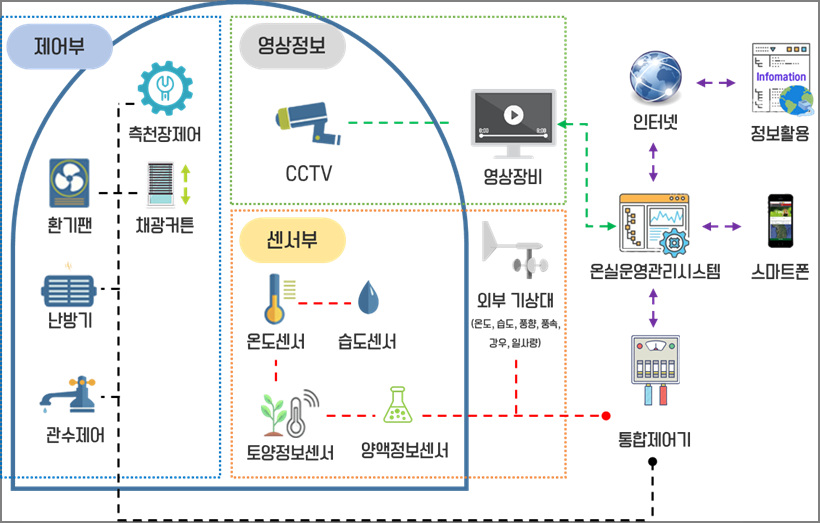 제어부
측천장제어
환기팬
채광커튼
난방기
관수제어
영상정보
CCTV
0:03
0:08
영상장비
센서부
온도센서
습도센서
토양정보센서
양액정보센서
외부 기상대
(온도, 습도, 풍향, 풍속,
강우, 일사량)
인터넷
Infomation
정보활용
온실운영관리시스템
스마트폰
통합제어기